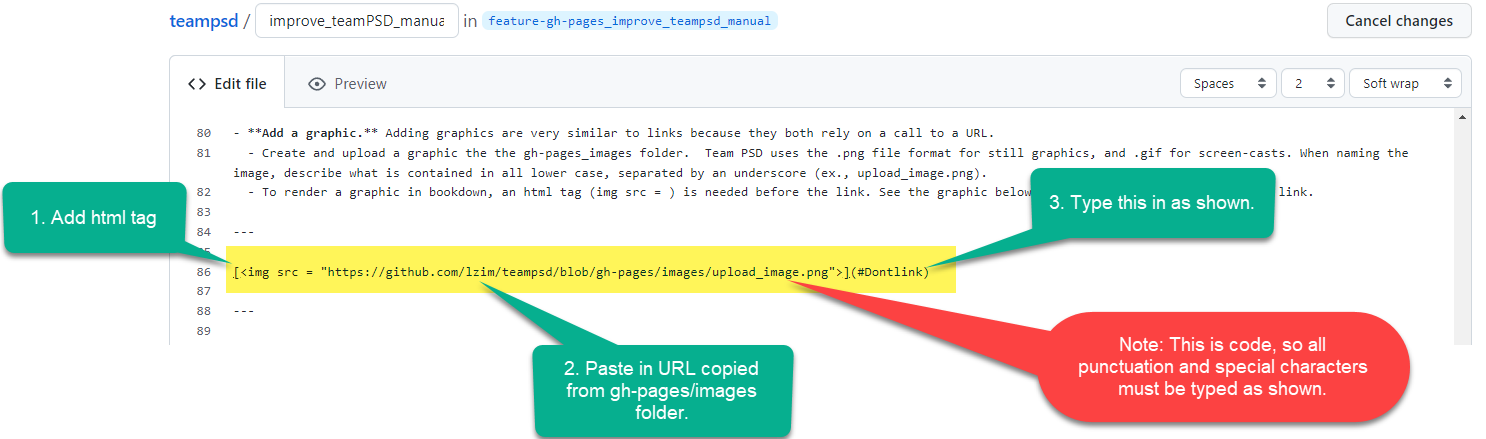 teampsd / improve_teamPSD_manua in feature-gh-pages_improve_teampsd_manual Cancel changes
<> Edit file Preview Spaces 2 Soft wrap
80 - **Add a graphic.** Adding graphics are very similar to links because they both rely on a call to a URL.
81 - Create and upload a graphic the the gh-pages_images folder.  Team PSD uses the .png file format for still graphics, and .gif for screen-casts. When naming the
image, describe what is contained in all lower case, separated by an underscore (ex., upload_image.png).
82 - To render a graphic in bookdown, an html tag (img src = ) is needed before the link. See the graphic below link.
83
84 ---
86 [<img src = "https://github.com/lzim/teampsd/blob/gh-pages/images/upload_image.png">](#Dontlink)
87
88 ---
89
1. Add html tag
3. Type this in as shown.
2. Paste in URL copied
from gh-pages/images
folder.
Note: This is code, so all
punctuation and special characters
must be typed as shown.